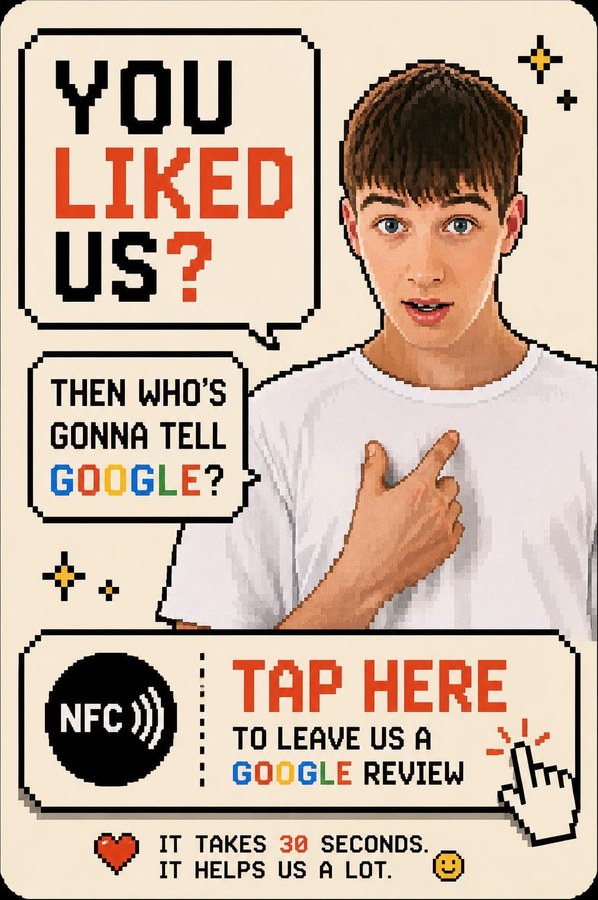 YOU
LIKED
US?
THEN WHO'S
GONNA TELL
GOOGLE?
NFC
TAP HERE
TO LEAVE US A
GOOGLE REVIEW
IT TAKES 30 SECONDS.
IT HELPS US A LOT.